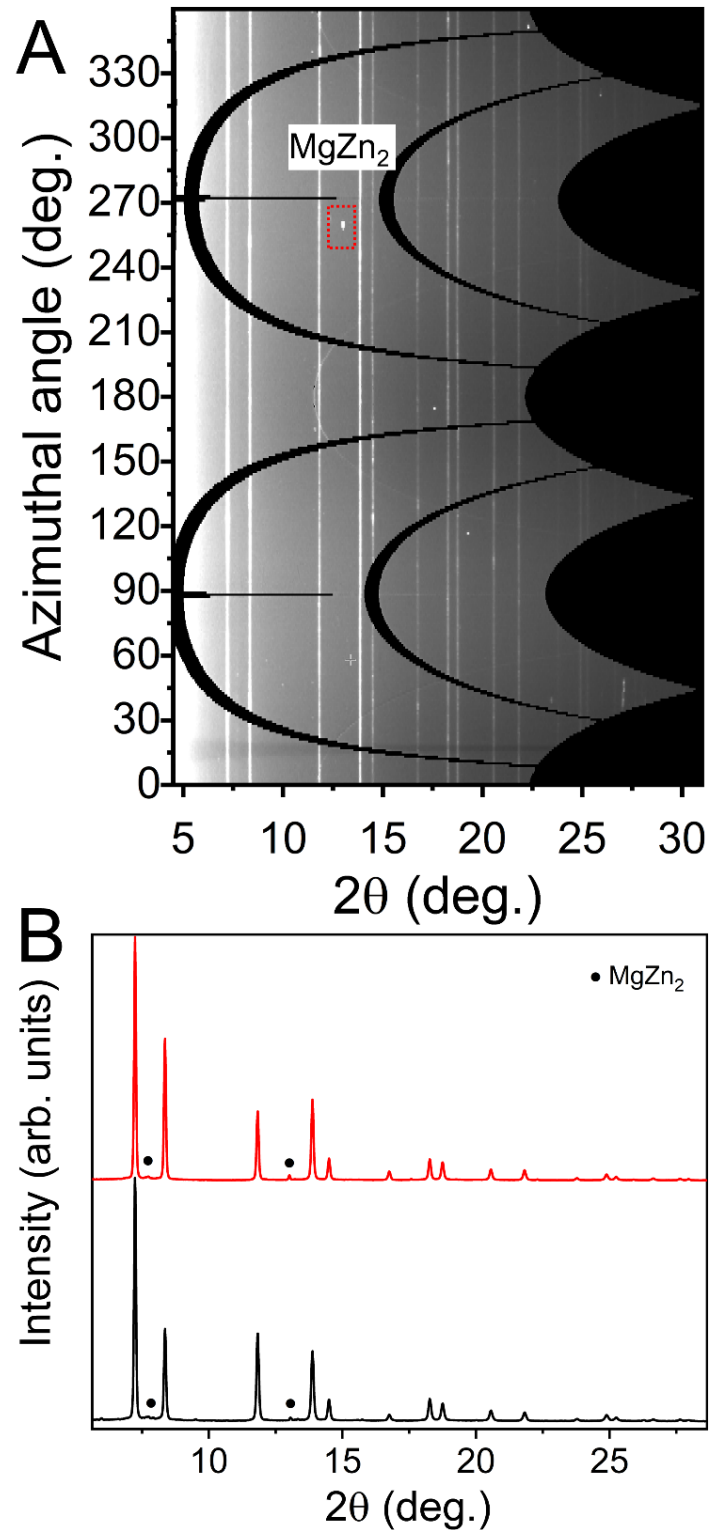 A
330
300
270
240
210
180
150
120
90
60
30
0
Azimuthal angle (deg.)
MgZn₂
5 10 15 20 25 30
2θ (deg.)
B
• MgZn₂
Intensity (arb. units)
10 15 20 25
2θ (deg.)